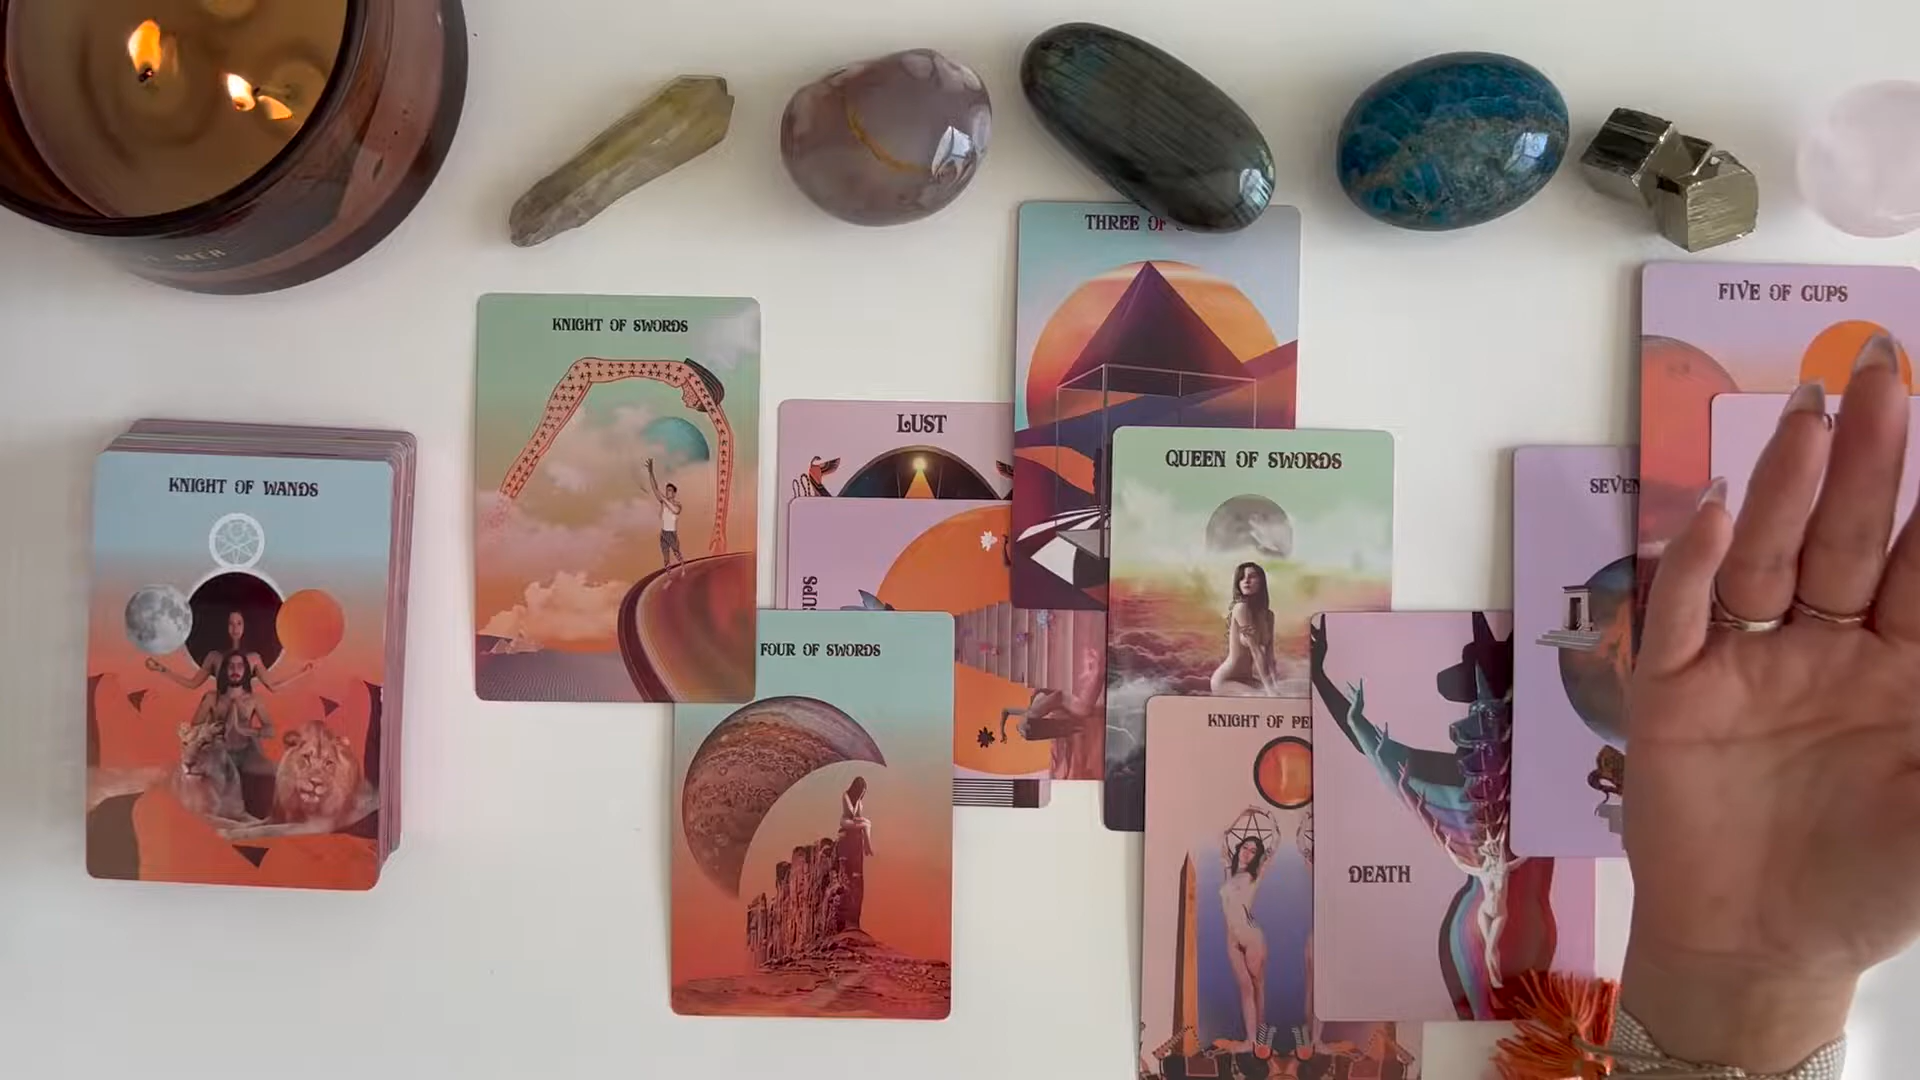 THREE OF
FIVE OF CUPS
KNIGHT OF SWORDS
LUST
QUEEN OF SWORDS
KNIGHT OF WANDS
SEVEN
CUPS
FOUR OF SWORDS
KNIGHT OF PE
DEATH